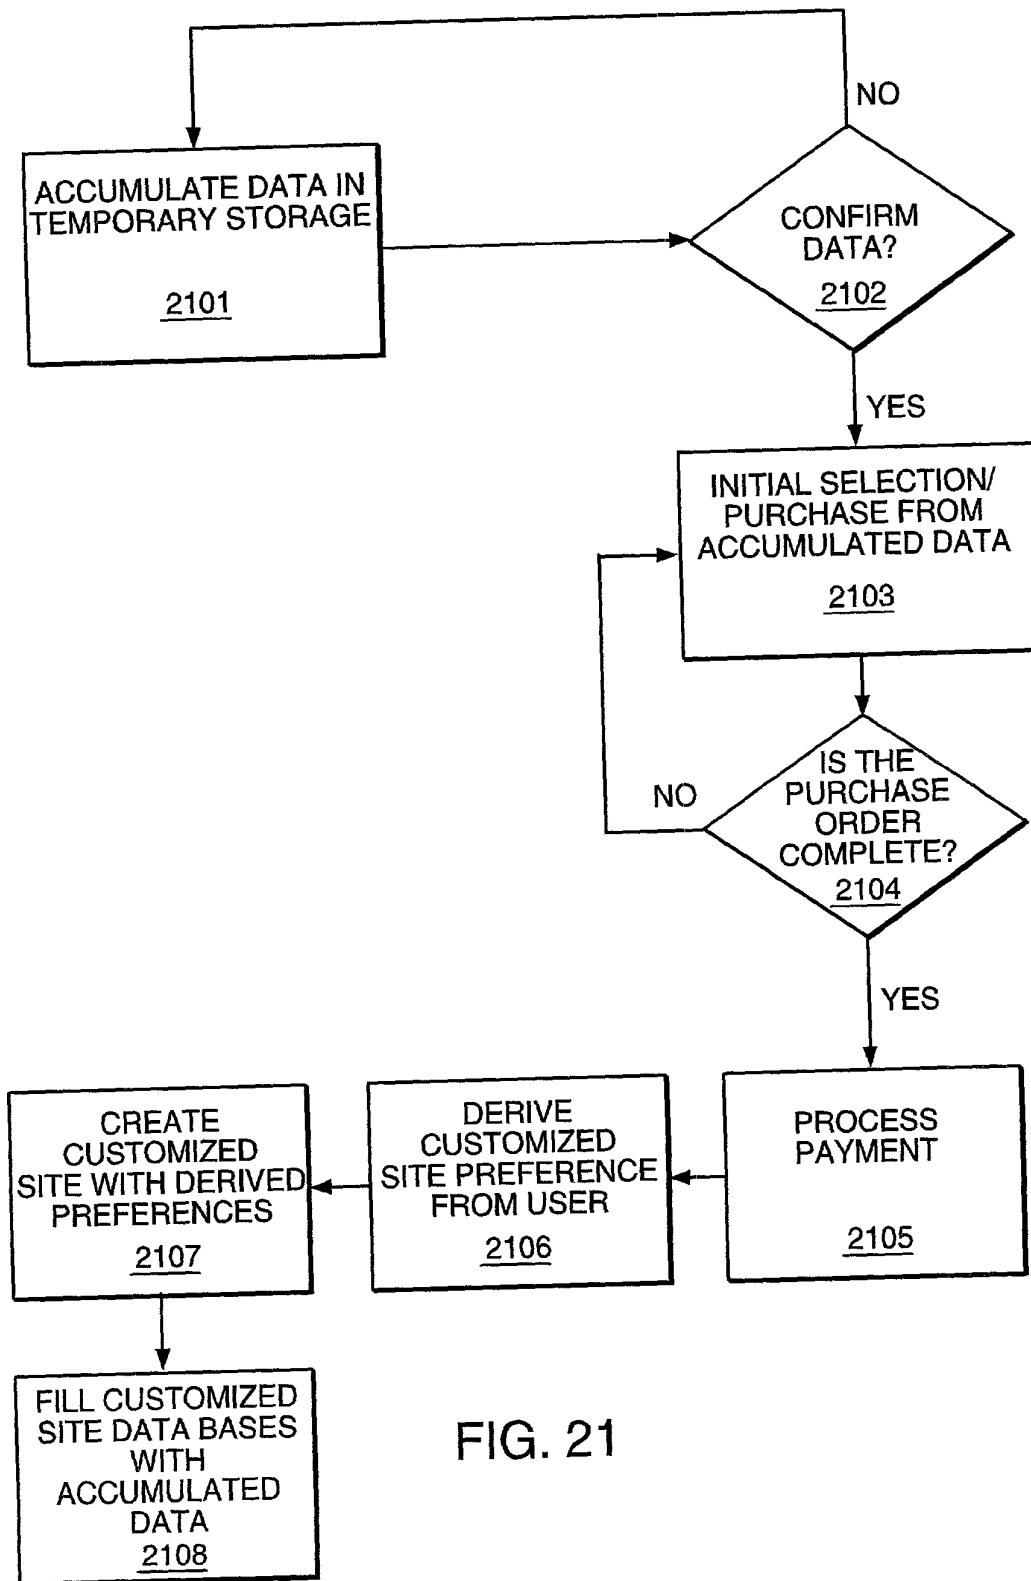 NO
ACCUMULATE DATA IN
TEMPORARY STORAGE
2101
CONFIRM
DATA?
2102
YES
INITIAL SELECTION/
PURCHASE FROM
ACCUMULATED DATA
2103
NO
IS THE
PURCHASE
ORDER
COMPLETE?
2104
YES
CREATE
CUSTOMIZED
SITE WITH DERIVED
PREFERENCES
2107
DERIVE
CUSTOMIZED
SITE PREFERENCE
FROM USER
2106
PROCESS
PAYMENT
2105
FILL CUSTOMIZED
SITE DATA BASES
WITH
ACCUMULATED
DATA
2108
FIG. 21